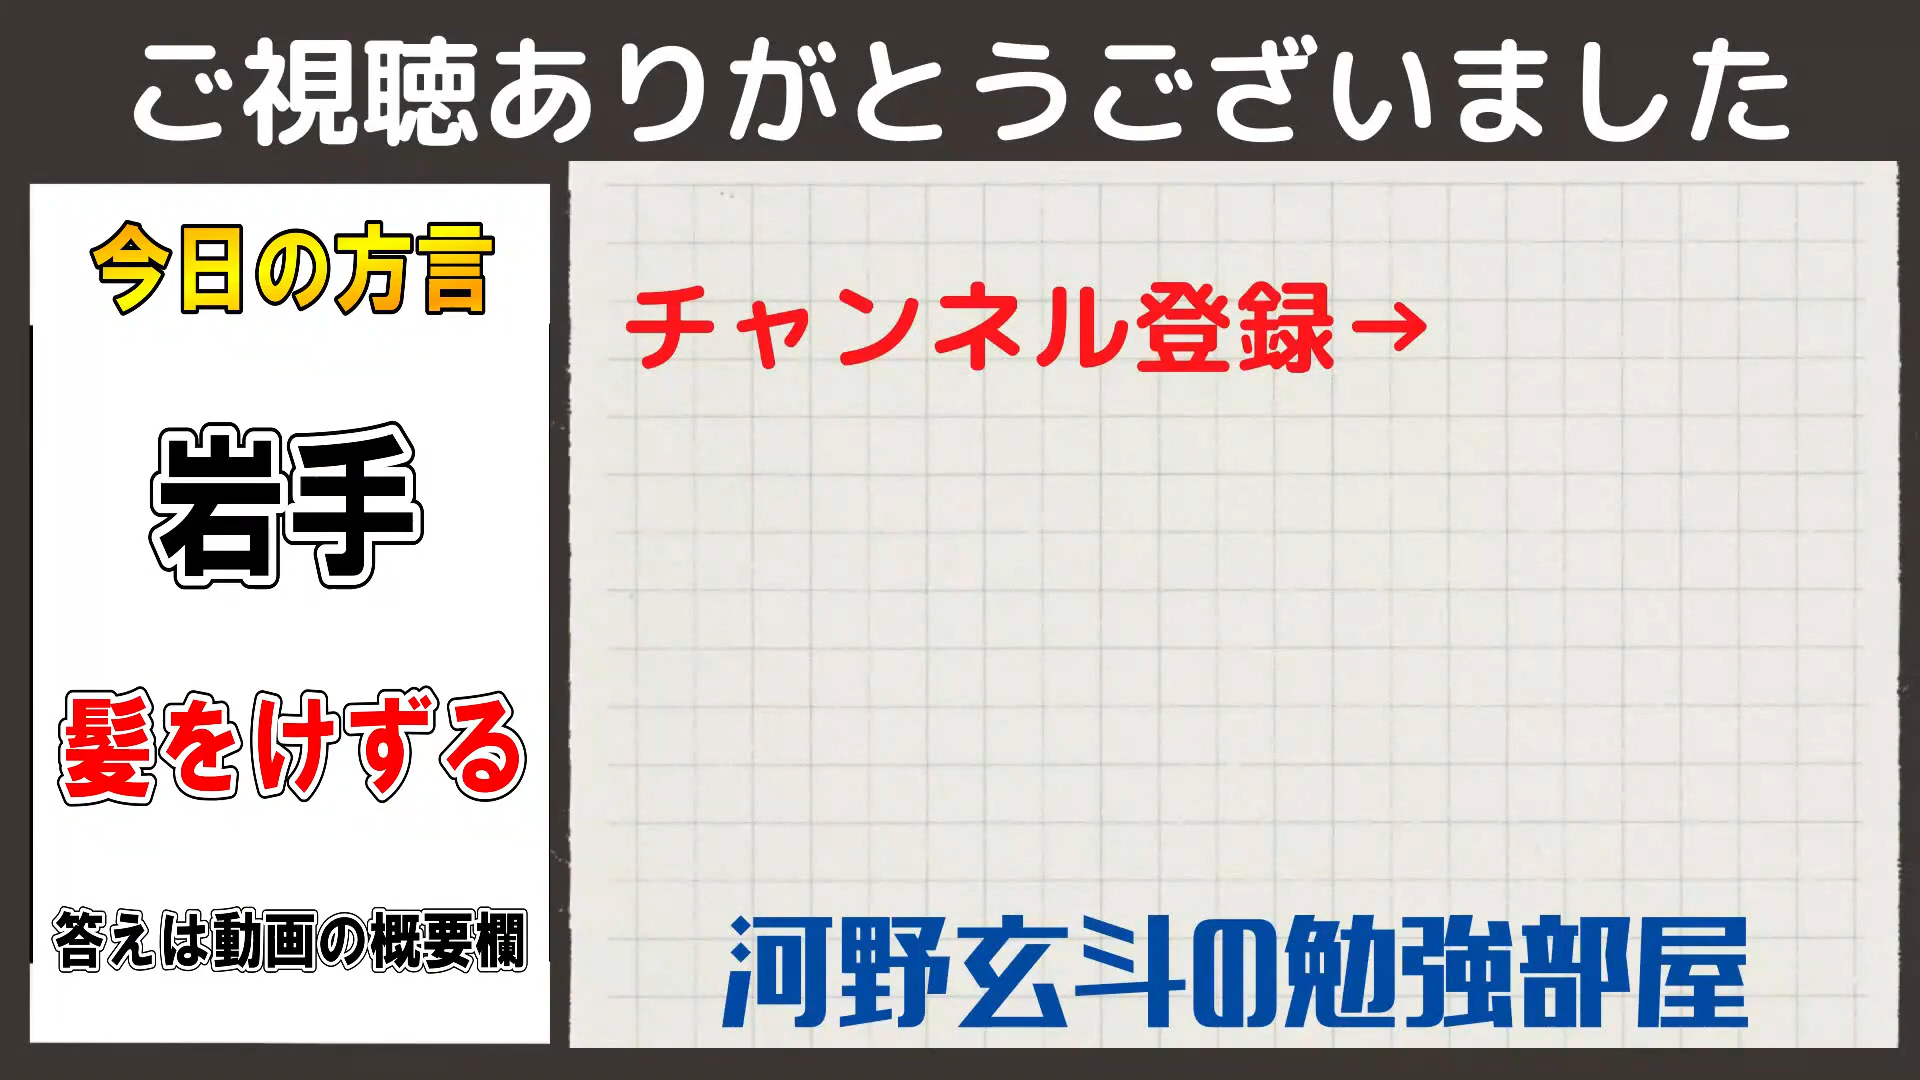 ご視聴ありがとうございました
今日の方言
岩手
髪をけずる
答えは動画の概要欄
チャンネル登録→
河野玄斗の勉強部屋